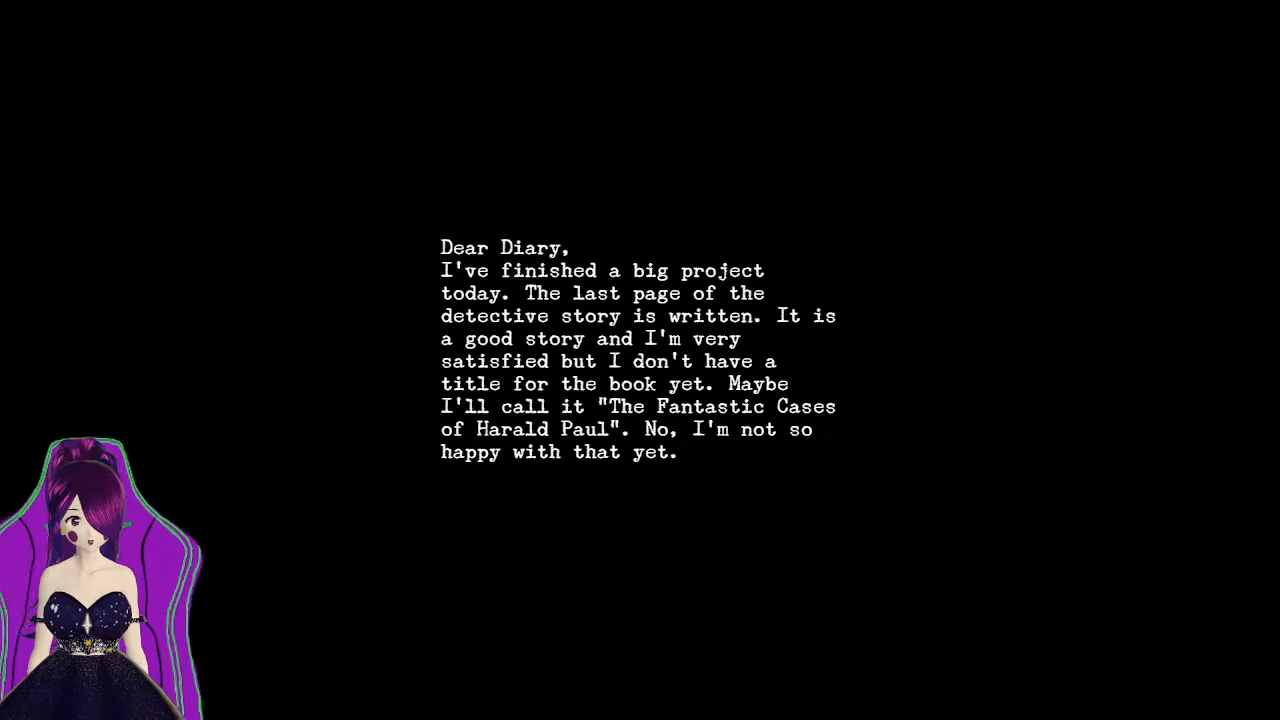 Dear Diary,
I've finished a big project
today. The last page of the
detective story is written. It is
a good story and I'm very
satisfied but I don't have a
title for the book yet. Maybe
I'll call it "The Fantastic Cases
of Harald Paul". No, I'm not so
happy with that yet.